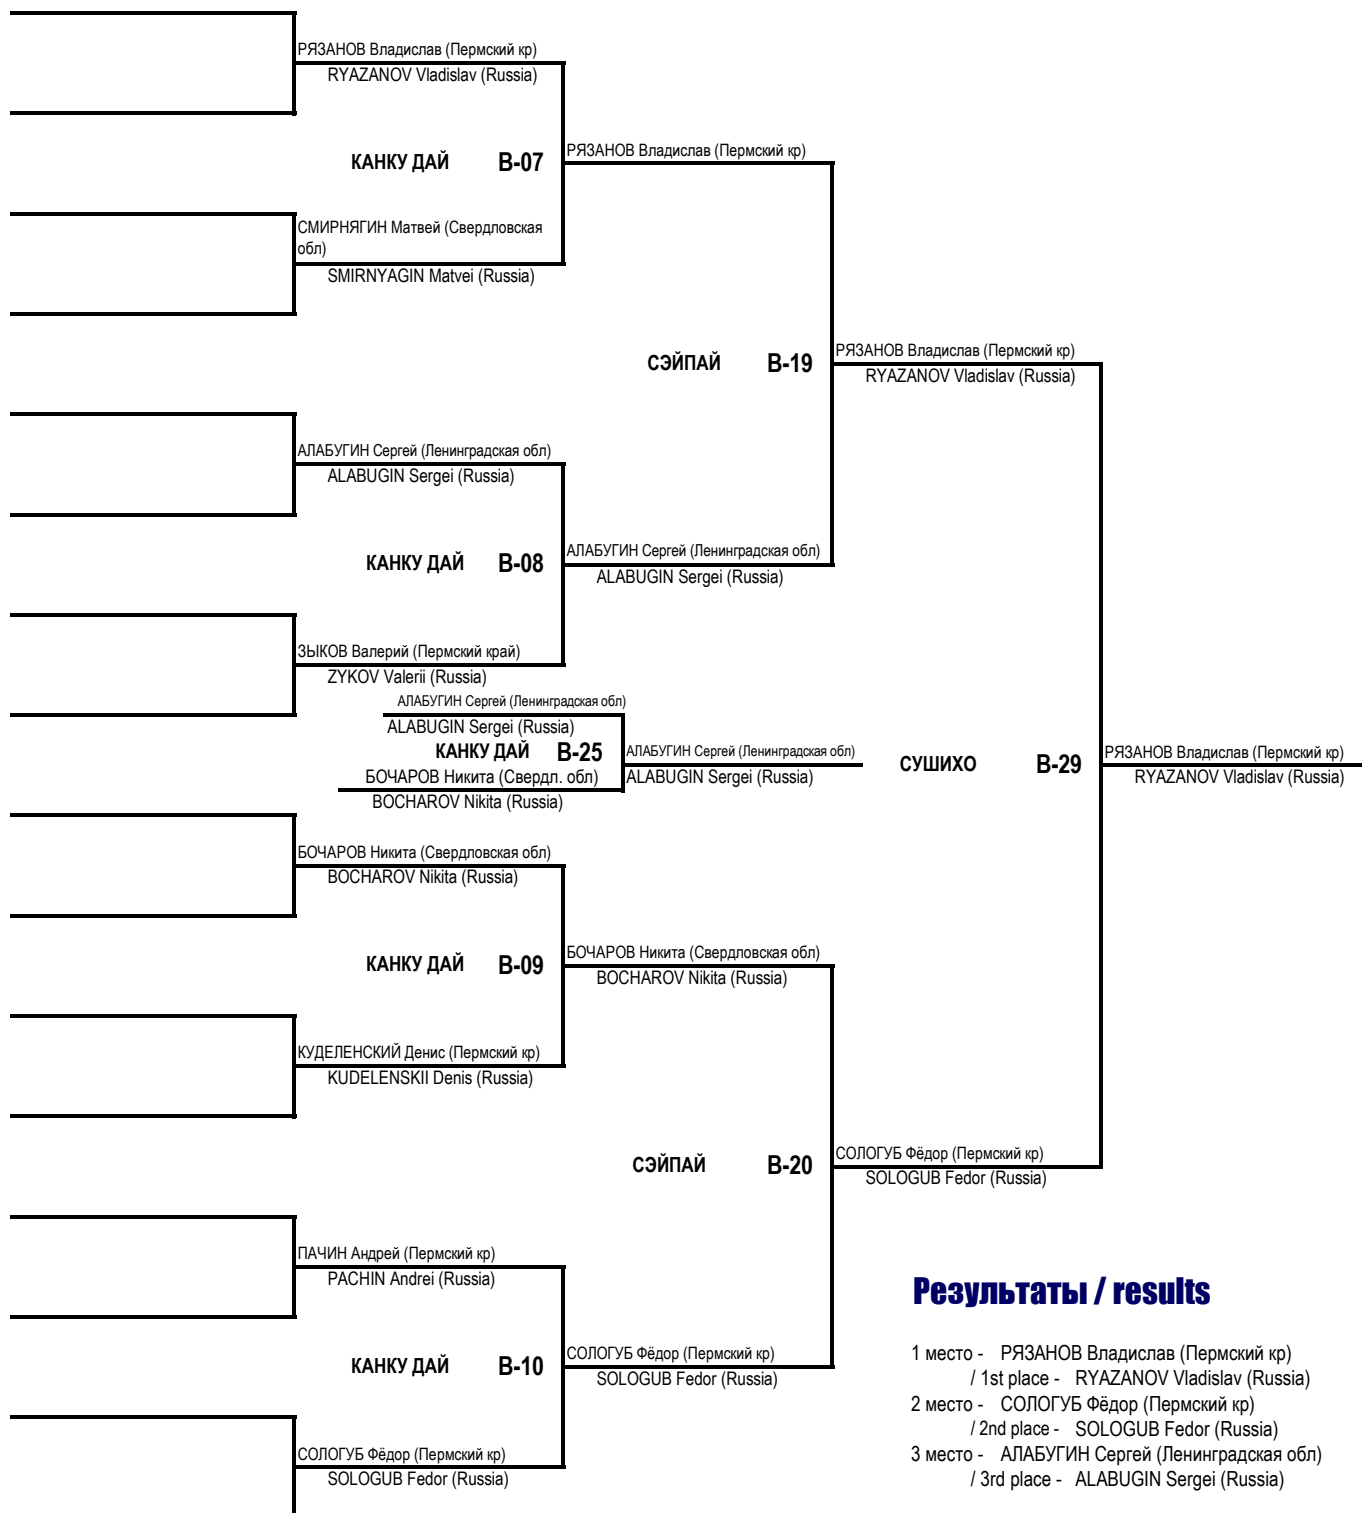 РЯЗАНОВ Владислав (Пермский кр)
RYAZANOV Vladislav (Russia)
КАНКУ ДАЙ B-07
РЯЗАНОВ Владислав (Пермский кр)
СМИРНЯГИН Матвей (Свердловская
обл)
SMIRNYAGIN Matvei (Russia)
СЭЙПАЙ B-19
РЯЗАНОВ Владислав (Пермский кр)
RYAZANOV Vladislav (Russia)
АЛАБУГИН Сергей (Ленинградская обл)
ALABUGIN Sergei (Russia)
КАНКУ ДАЙ B-08
АЛАБУГИН Сергей (Ленинградская обл)
ALABUGIN Sergei (Russia)
ЗЫКОВ Валерий (Пермский край)
ZYKOV Valerii (Russia)
АЛАБУГИН Сергей (Ленинградская обл)
ALABUGIN Sergei (Russia)
КАНКУ ДАЙ B-25
АЛАБУГИН Сергей (Ленинградская обл)
ALABUGIN Sergei (Russia)
БОЧАРОВ Никита (Свердл. обл)
BOCHAROV Nikita (Russia)
СУШИХО B-29
РЯЗАНОВ Владислав (Пермский кр)
RYAZANOV Vladislav (Russia)
БОЧАРОВ Никита (Свердловская обл)
BOCHAROV Nikita (Russia)
КАНКУ ДАЙ B-09
БОЧАРОВ Никита (Свердловская обл)
BOCHAROV Nikita (Russia)
КУДЕЛЕНСКИЙ Денис (Пермский кр)
KUDELENSKII Denis (Russia)
СЭЙПАЙ B-20
СОЛОГУБ Фёдор (Пермский кр)
SOLOGUB Fedor (Russia)
ПАЧИН Андрей (Пермский кр)
PACHIN Andrei (Russia)
КАНКУ ДАЙ B-10
СОЛОГУБ Фёдор (Пермский кр)
SOLOGUB Fedor (Russia)
СОЛОГУБ Фёдор (Пермский кр)
SOLOGUB Fedor (Russia)
Результаты / results
1 место - РЯЗАНОВ Владислав (Пермский кр)
/ 1st place - RYAZANOV Vladislav (Russia)
2 место - СОЛОГУБ Фёдор (Пермский кр)
/ 2nd place - SOLOGUB Fedor (Russia)
3 место - АЛАБУГИН Сергей (Ленинградская обл)
/ 3rd place - ALABUGIN Sergei (Russia)